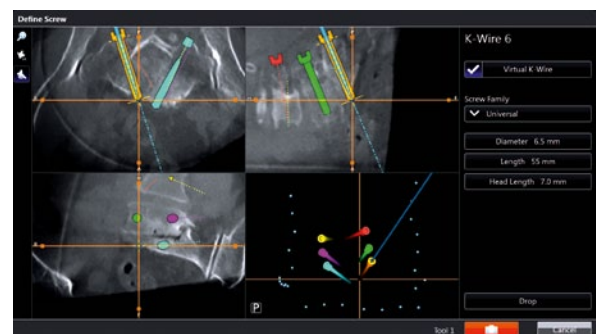 Define Screw
K-Wire 6
Virtual K-Wire
Screw Family
Universal
Diameter 6.5 mm
Length 55 mm
Head Length 7.0 mm
P
Drop
Tool 1
Cancel